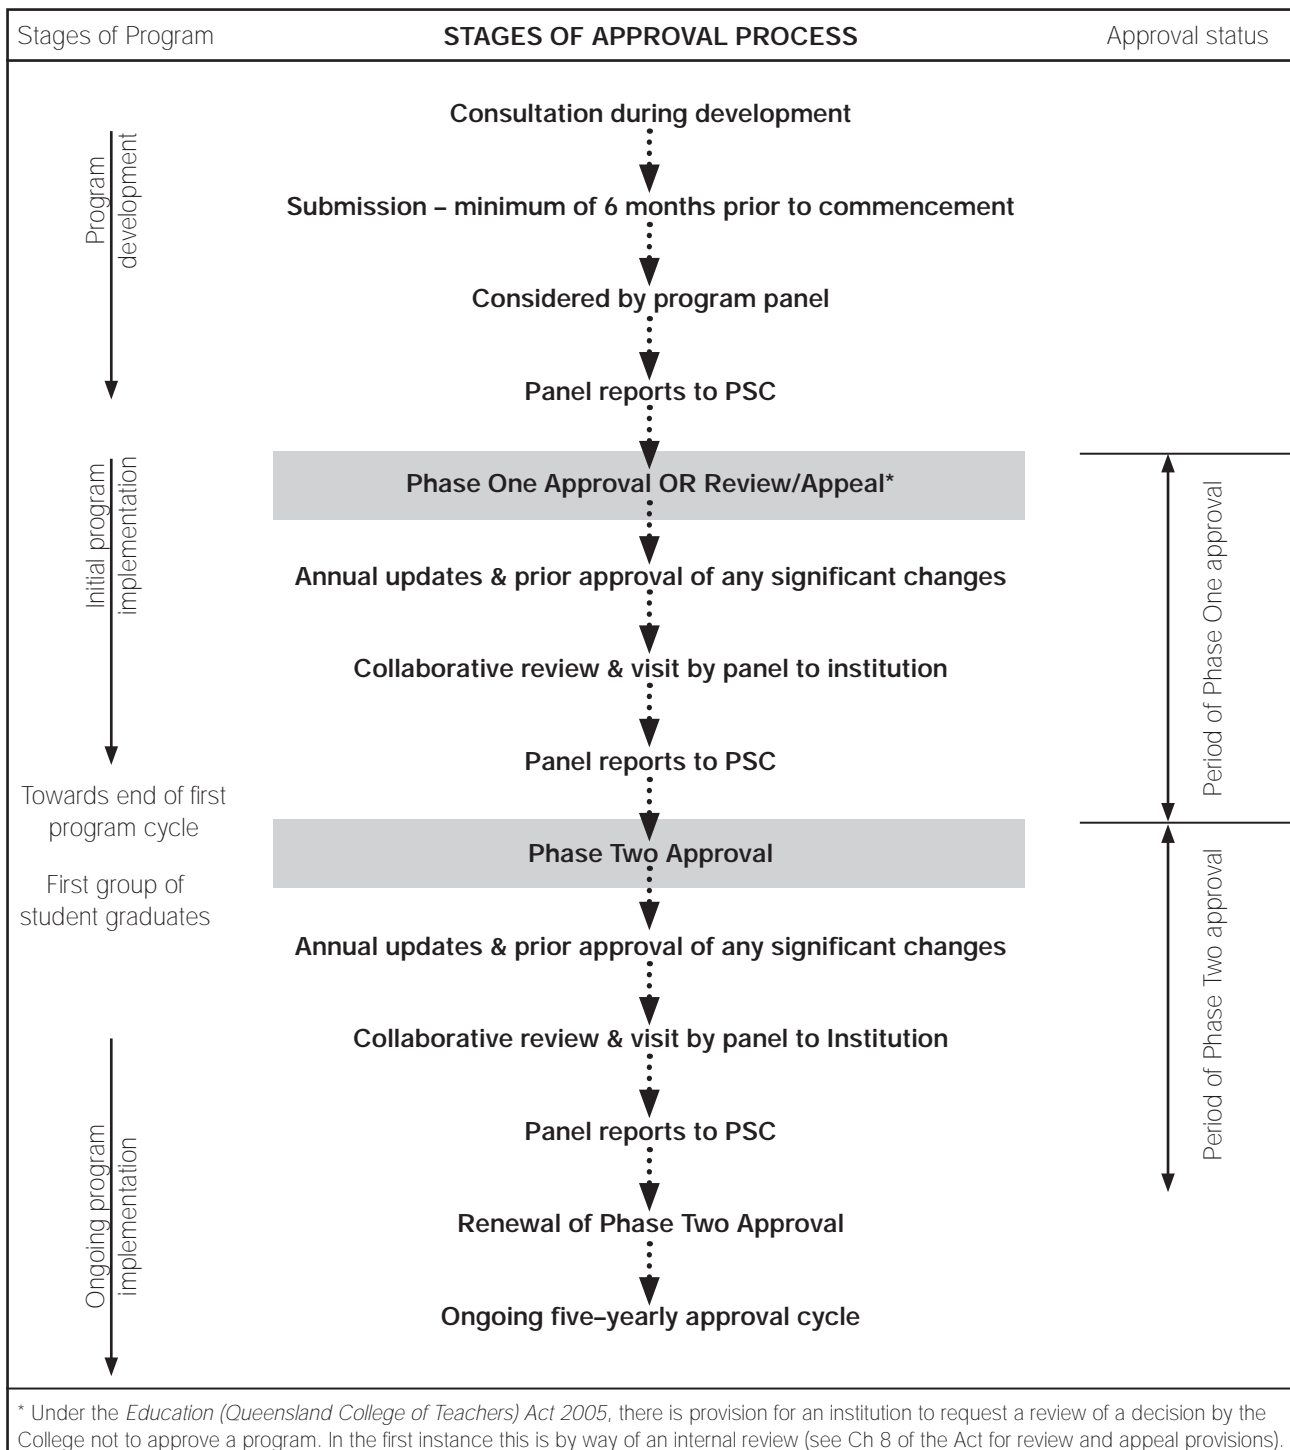 Stages of Program
STAGES OF APPROVAL PROCESS
Approval status
Program
development
Consultation during development
Submission – minimum of 6 months prior to commencement
Considered by program panel
Panel reports to PSC
Initial program
implementation
Phase One Approval OR Review/Appeal*
Annual updates & prior approval of any significant changes
Collaborative review & visit by panel to institution
Panel reports to PSC
Period of Phase One approval
Towards end of first
program cycle
First group of
student graduates
Phase Two Approval
Annual updates & prior approval of any significant changes
Collaborative review & visit by panel to Institution
Panel reports to PSC
Period of Phase Two approval
Ongoing program
implementation
Renewal of Phase Two Approval
Ongoing five–yearly approval cycle
* Under the Education (Queensland College of Teachers) Act 2005, there is provision for an institution to request a review of a decision by the
College not to approve a program. In the first instance this is by way of an internal review (see Ch 8 of the Act for review and appeal provisions).